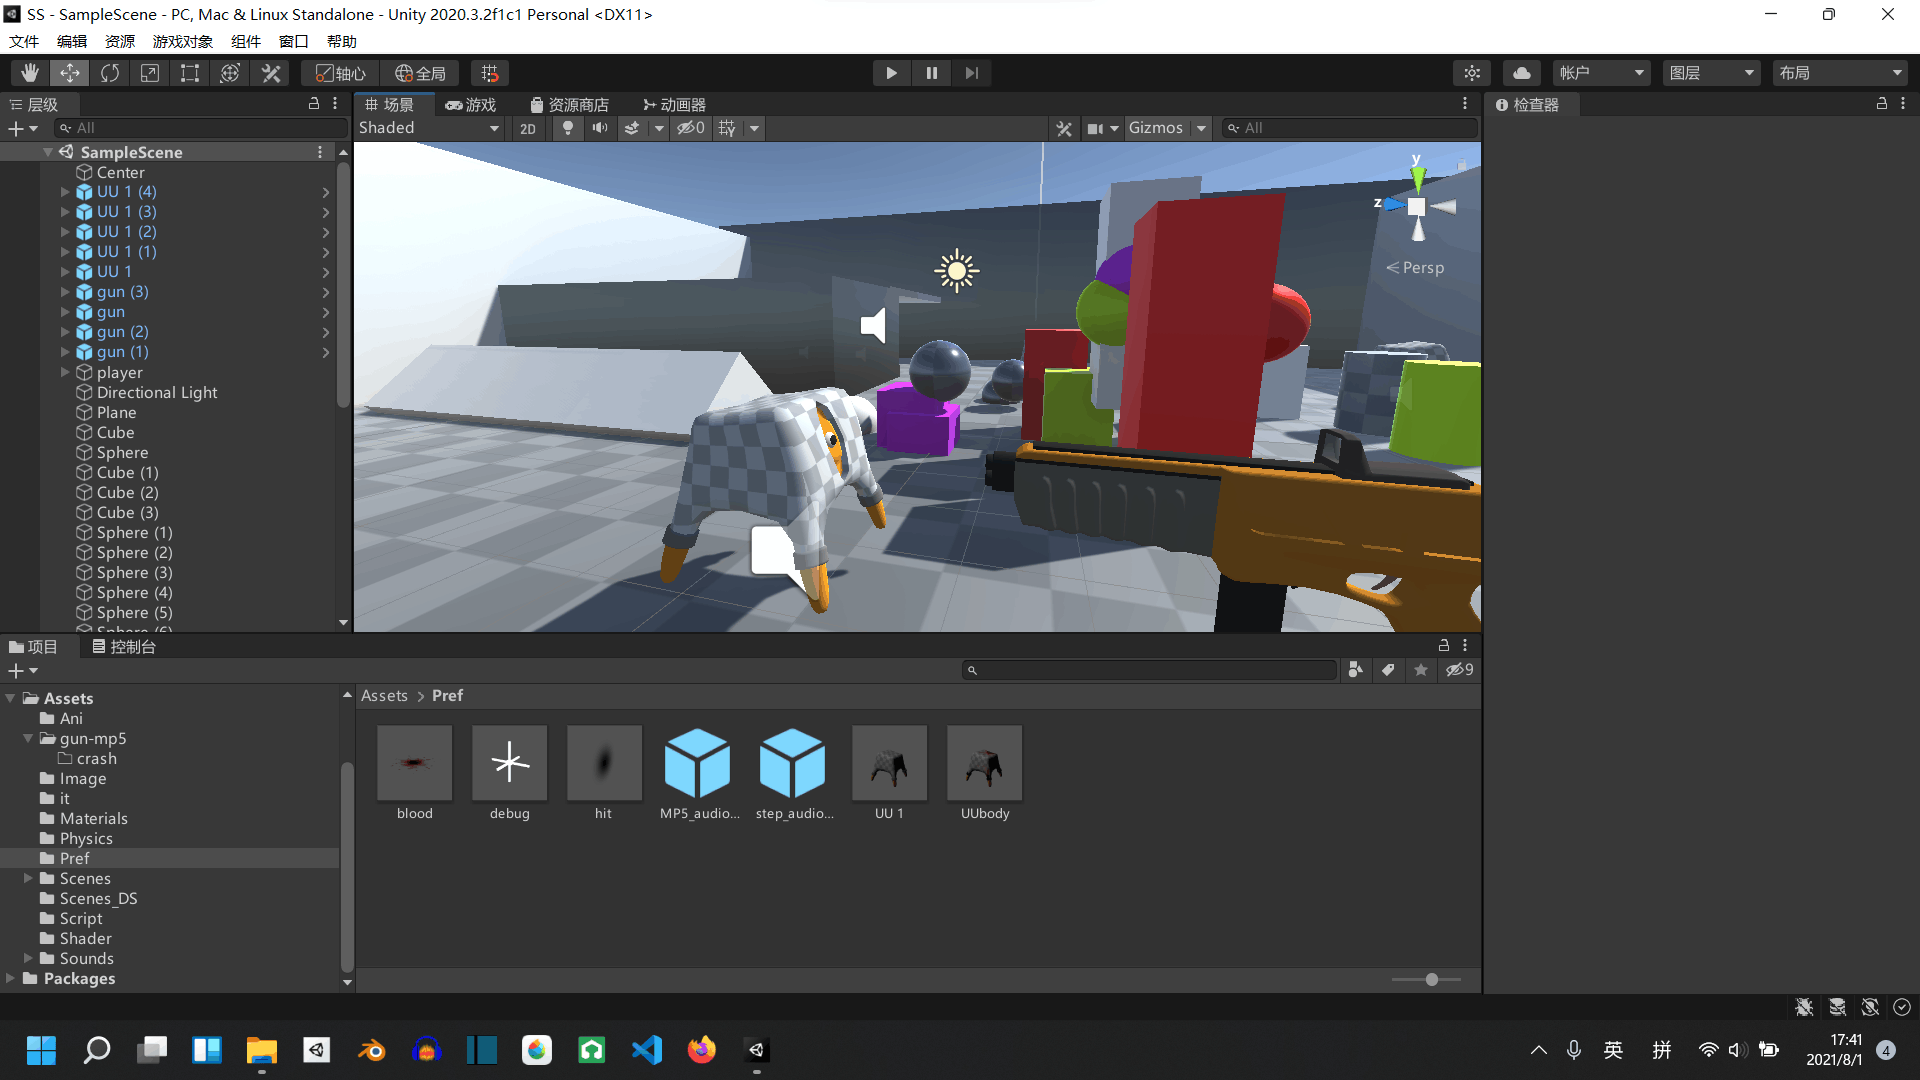 SS - SampleScene - PC, Mac & Linux Standalone - Unity 2020.3.2f1c1 Personal <DX11>
文件 编辑 资源 游戏对象 组件 窗口 帮助
轴心 全局 帐户 图层 布局
层级 场景 游戏 资源商店 动画器 检查器
All Shaded 2D 0 Gizmos All
SampleScene
Center
UU 1 (4)
UU 1 (3)
UU 1 (2)
UU 1 (1)
UU 1
gun (3)
gun
gun (2)
gun (1)
player
Directional Light
Plane
Cube
Sphere
Cube (1)
Cube (2)
Cube (3)
Sphere (1)
Sphere (2)
Sphere (3)
Sphere (4)
Sphere (5)
Sphere (6)
y
z
Persp
项目 控制台
9
Assets
Ani
gun-mp5
crash
Image
it
Materials
Physics
Pref
Scenes
Scenes_DS
Script
Shader
Sounds
Packages
Assets > Pref
blood debug hit MP5_audio... step_audio... UU 1 UUbody
英 拼 17:41
2021/8/1 4